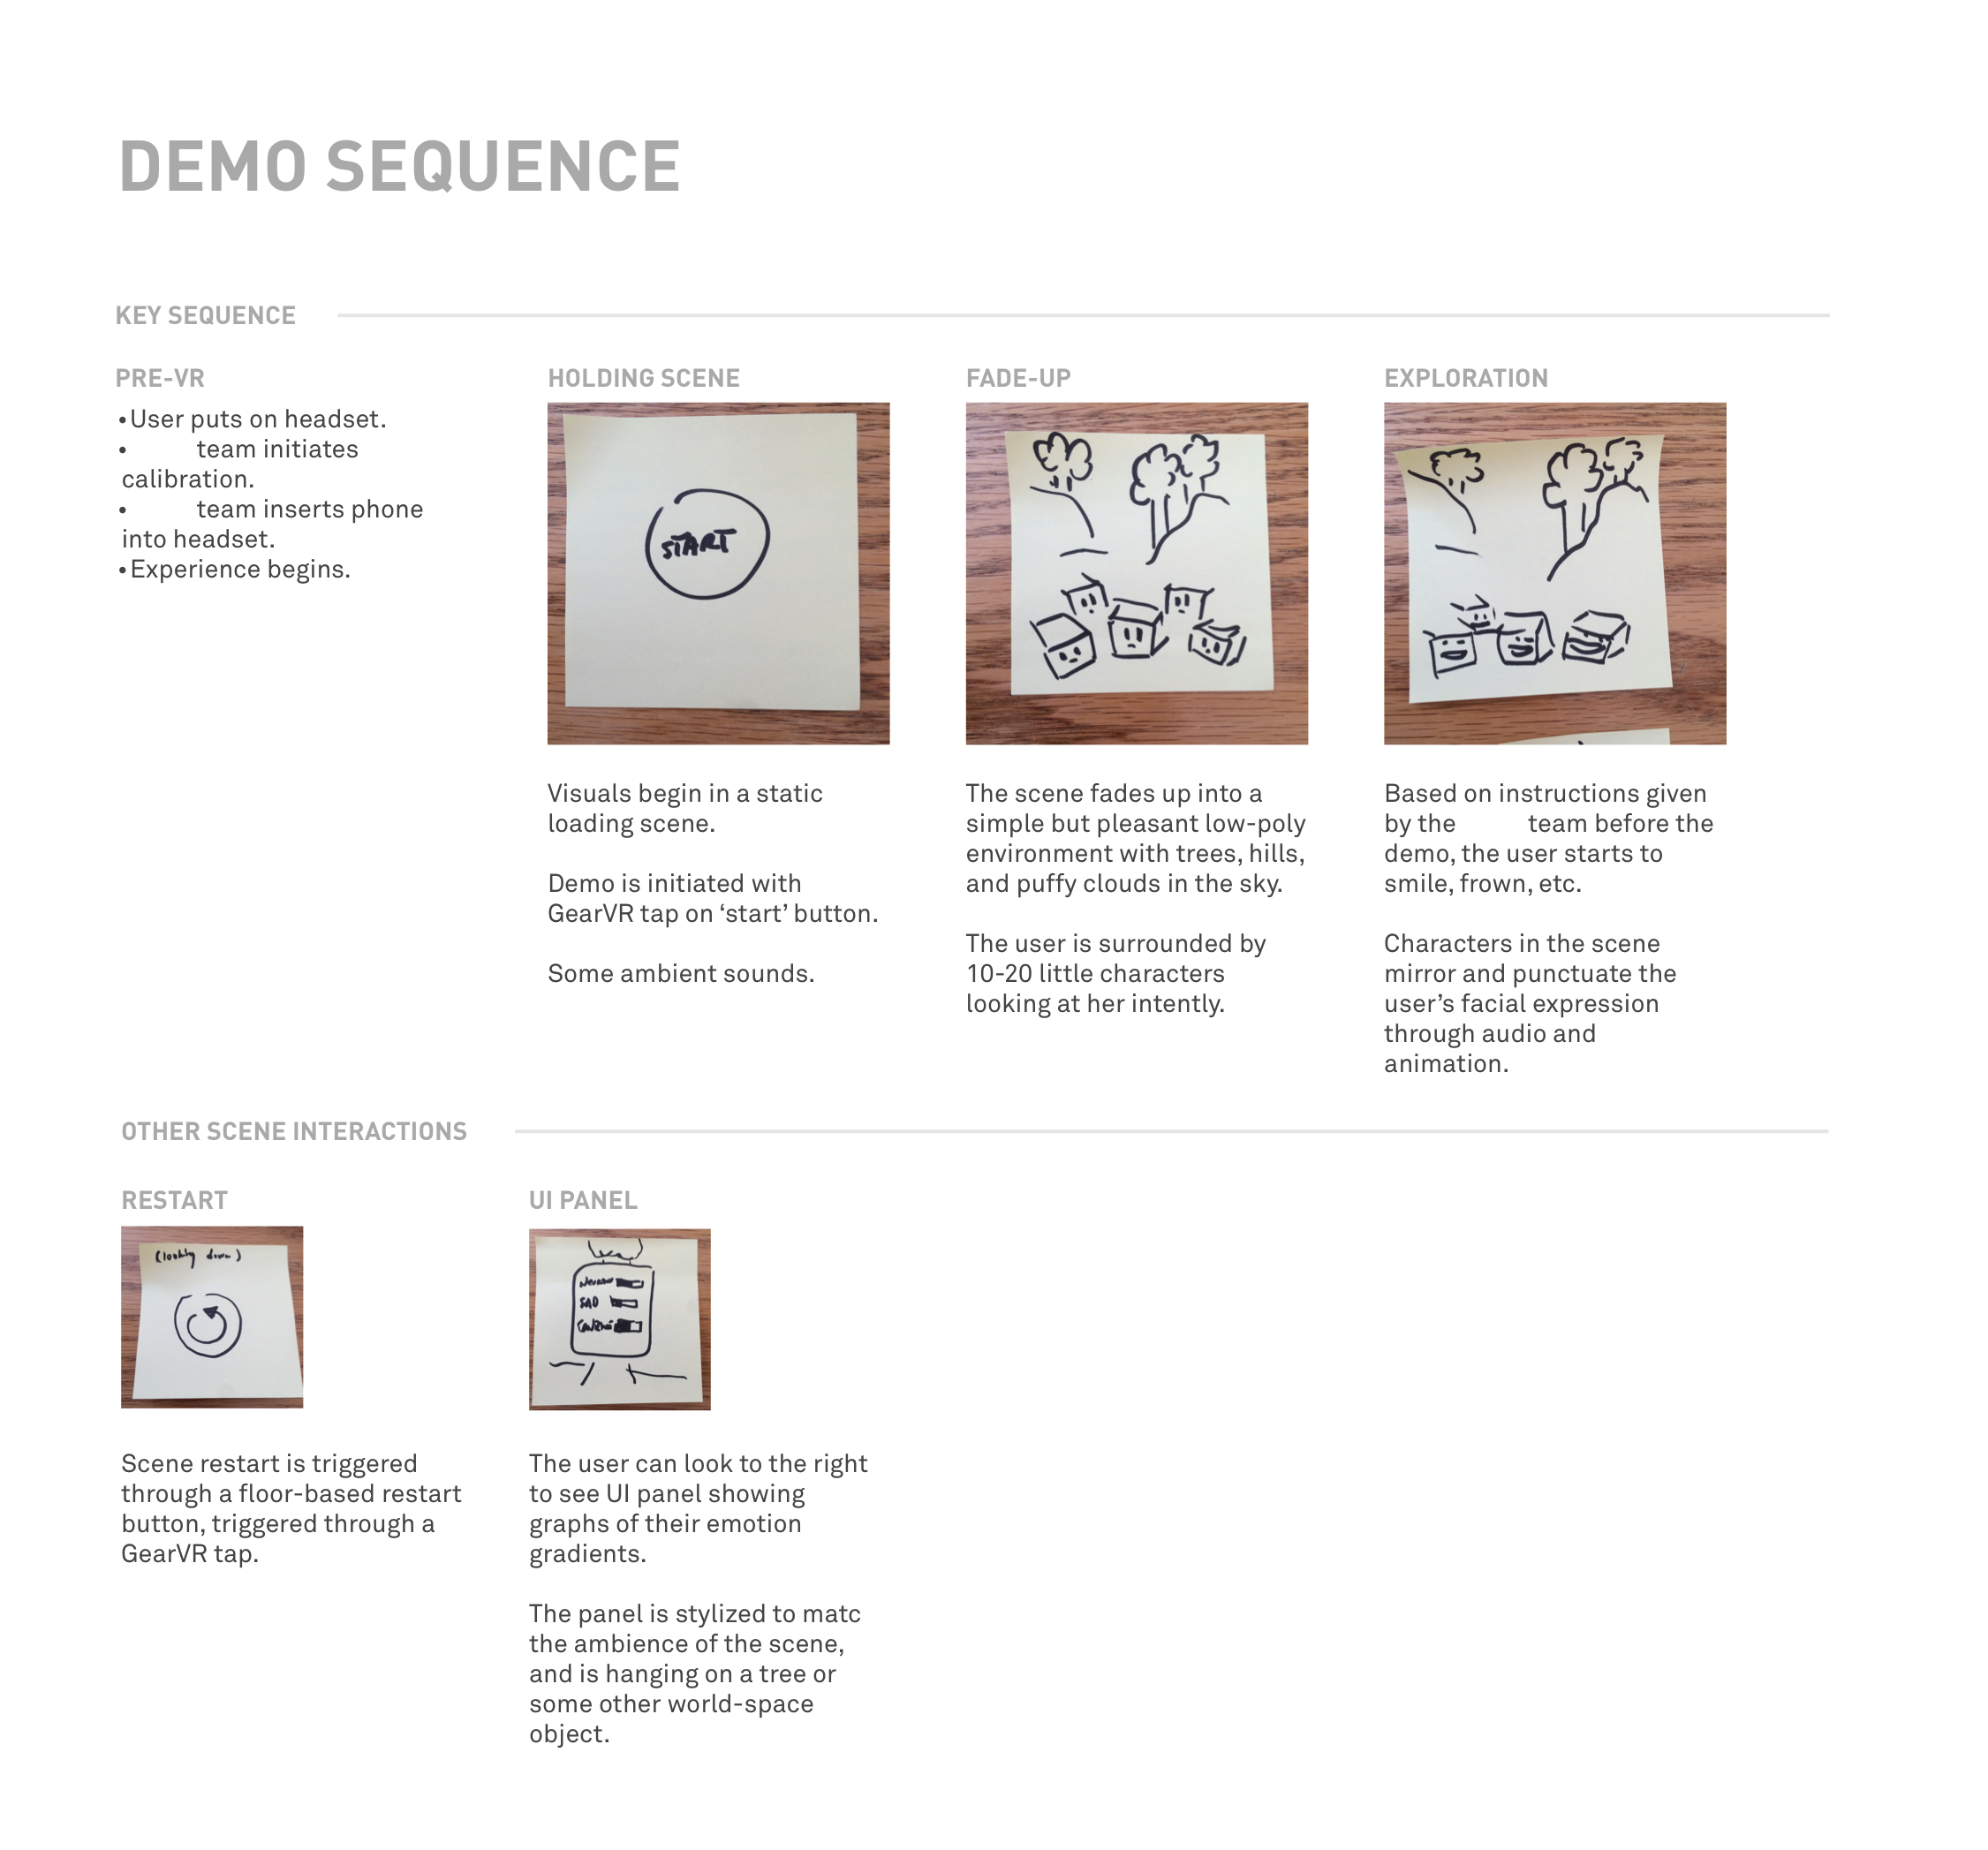 DEMO SEQUENCE
KEY SEQUENCE
PRE-VR
•User puts on headset.
• team initiates
calibration.
• team inserts phone
into headset.
•Experience begins.
HOLDING SCENE
START
Visuals begin in a static
loading scene.
Demo is initiated with
GearVR tap on ‘start’ button.
Some ambient sounds.
FADE-UP
The scene fades up into a
simple but pleasant low-poly
environment with trees, hills,
and puffy clouds in the sky.
The user is surrounded by
10-20 little characters
looking at her intently.
EXPLORATION
Based on instructions given
by the team before the
demo, the user starts to
smile, frown, etc.
Characters in the scene
mirror and punctuate the
user’s facial expression
through audio and
animation.
OTHER SCENE INTERACTIONS
RESTART
(looking down)
Scene restart is triggered
through a floor-based restart
button, triggered through a
GearVR tap.
UI PANEL
SAD
The user can look to the right
to see UI panel showing
graphs of their emotion
gradients.
The panel is stylized to matc
the ambience of the scene,
and is hanging on a tree or
some other world-space
object.